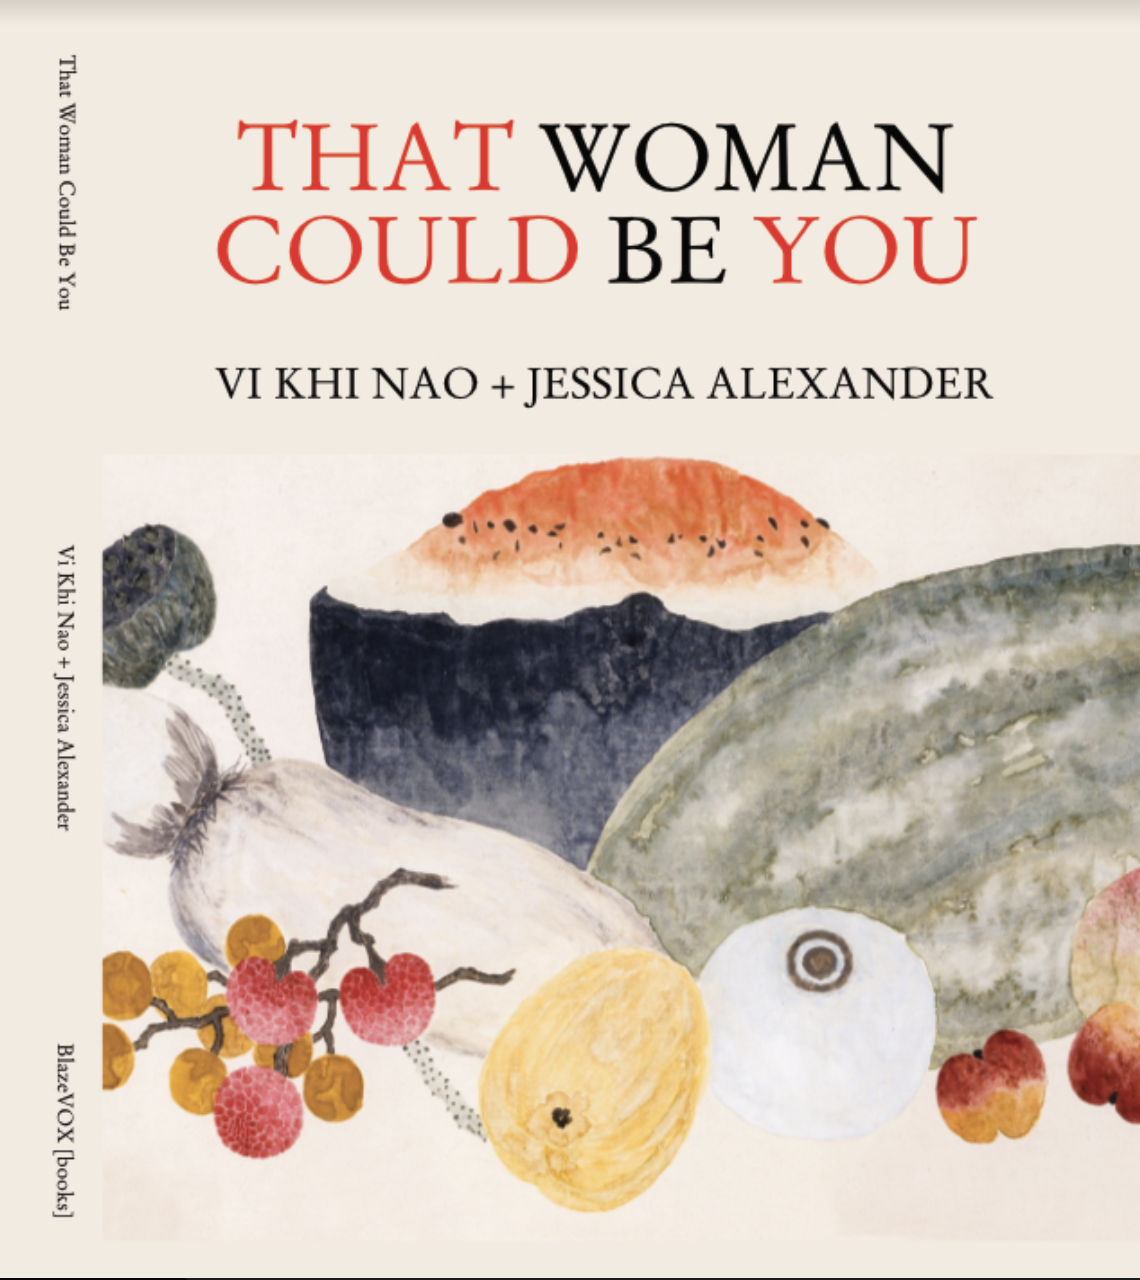 That Woman Could Be You
THAT WOMAN
COULD BE YOU
VI KHI NAO + JESSICA ALEXANDER
Vi Khi Nao + Jessica Alexander
BlazeVOX [books]